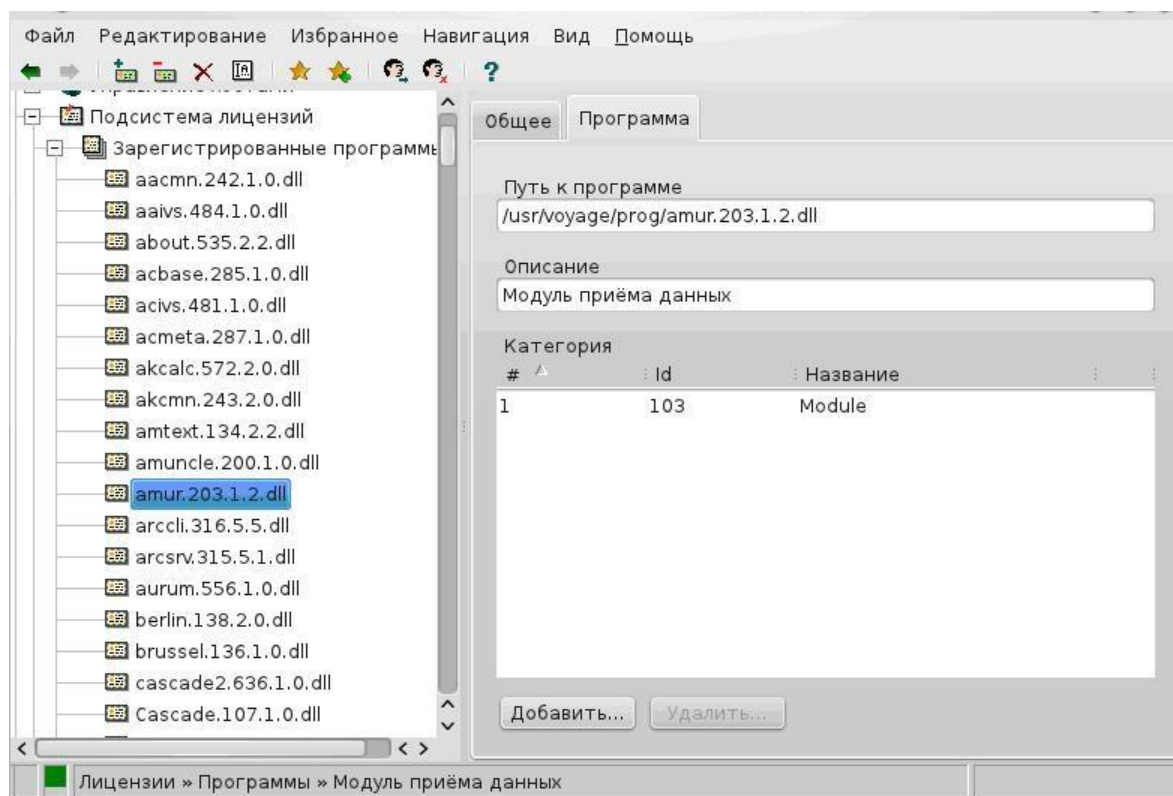 Файл Редактирование Избранное Навигация Вид Помощь
Подсистема лицензий
Зарегистрированные программы
aacmn.242.1.0.dll
aaivs.484.1.0.dll
about.535.2.2.dll
acbase.285.1.0.dll
acivs.481.1.0.dll
acmeta.287.1.0.dll
akcalc.572.2.0.dll
akcmn.243.2.0.dll
amtext.134.2.2.dll
amuncle.200.1.0.dll
amur.203.1.2.dll
arccli.316.5.5.dll
arcsrv.315.5.1.dll
aurum.556.1.0.dll
berlin.138.2.0.dll
brussel.136.1.0.dll
cascade2.636.1.0.dll
Cascade.107.1.0.dll
Общее Программа
Путь к программе
/usr/voyage/prog/amur.203.1.2.dll
Описание
Модуль приёма данных
Категория
# Id Название
1 103 Module
Добавить... Удалить...
Лицензии » Программы » Модуль приёма данных